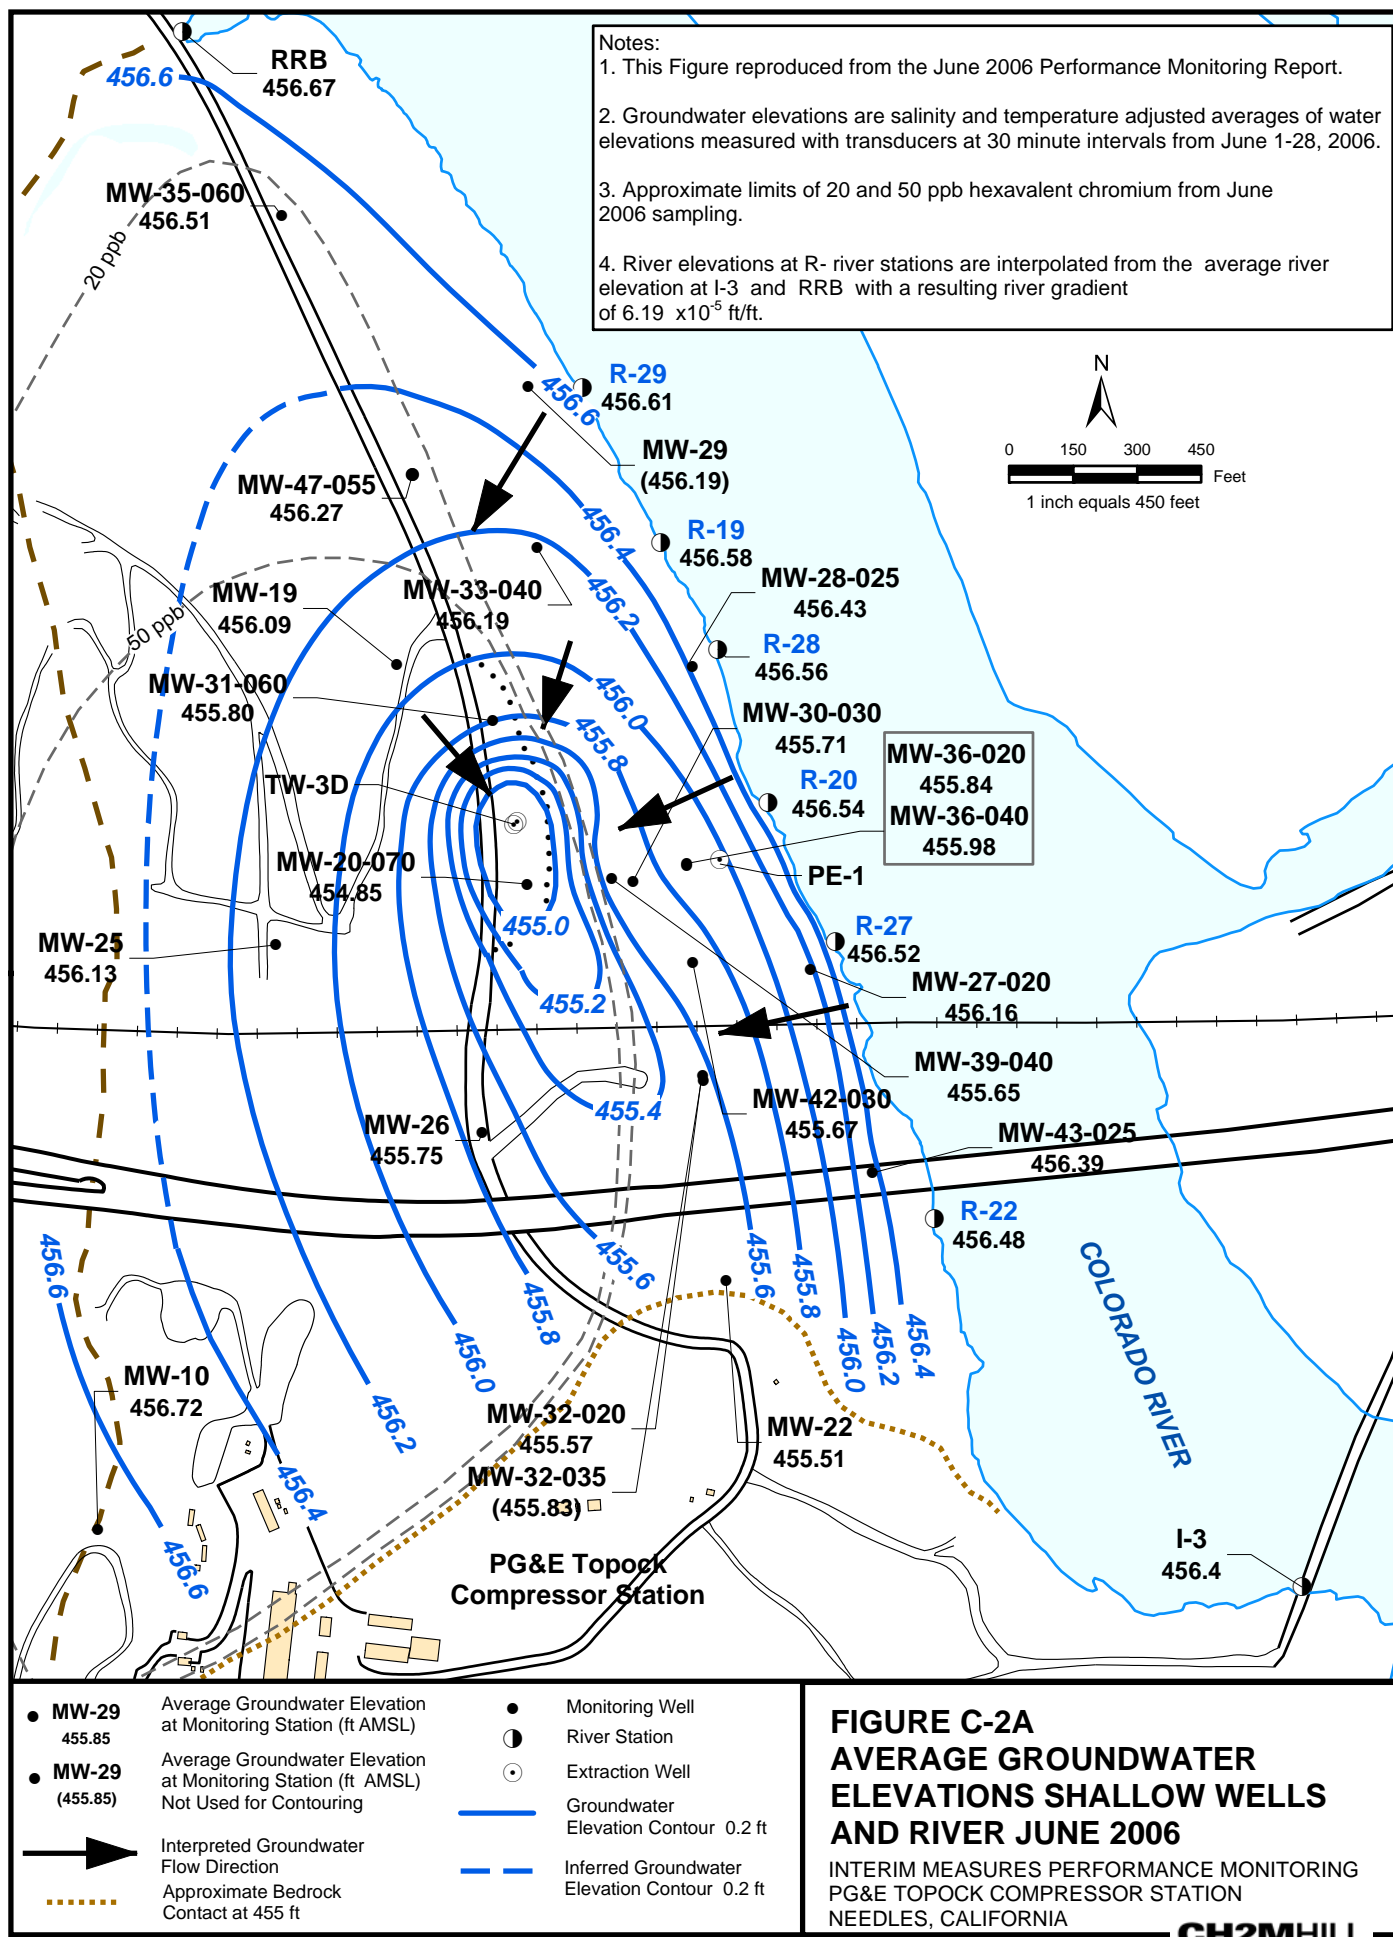 Notes:
1. This Figure reproduced from the June 2006 Performance Monitoring Report.
2. Groundwater elevations are salinity and temperature adjusted averages of water
elevations measured with transducers at 30 minute intervals from June 1-28, 2006.
3. Approximate limits of 20 and 50 ppb hexavalent chromium from June
2006 sampling.
4. River elevations at R- river stations are interpolated from the average river
elevation at I-3 and RRB with a resulting river gradient
of 6.19 x10-5 ft/ft.
RRB
456.67
456.6
MW-35-060
456.51
20 ppb
N
0 150 300 450
Feet
1 inch equals 450 feet
R-29
456.61
456.6
MW-29
(456.19)
MW-47-055
456.27
456.4
R-19
456.58
MW-28-025
456.43
MW-33-040
456.19
456.2
MW-19
456.09
50 ppb
R-28
456.56
MW-31-060
455.80
456.0
455.8
MW-30-030
455.71
MW-36-020
455.84
MW-36-040
455.98
R-20
456.54
TW-3D
PE-1
MW-20-070
454.85
455.0
MW-25
456.13
R-27
456.52
MW-27-020
456.16
455.2
MW-39-040
455.65
455.4
MW-42-030
455.67
MW-26
455.75
MW-43-025
456.39
R-22
456.48
456.6
455.6
455.8
456.0
456.2
456.4
455.6
455.8
456.0
456.2
456.4
456.6
COLORADO RIVER
MW-10
456.72
MW-32-020
455.57
MW-32-035
(455.83)
MW-22
455.51
I-3
456.4
PG&E Topock
Compressor Station
MW-29
455.85
Average Groundwater Elevation
at Monitoring Station (ft AMSL)
MW-29
(455.85)
Average Groundwater Elevation
at Monitoring Station (ft AMSL)
Not Used for Contouring
Interpreted Groundwater
Flow Direction
Approximate Bedrock
Contact at 455 ft
Monitoring Well
River Station
Extraction Well
Groundwater
Elevation Contour 0.2 ft
Inferred Groundwater
Elevation Contour 0.2 ft
FIGURE C-2A
AVERAGE GROUNDWATER
ELEVATIONS SHALLOW WELLS
AND RIVER JUNE 2006
INTERIM MEASURES PERFORMANCE MONITORING
PG&E TOPOCK COMPRESSOR STATION
NEEDLES, CALIFORNIA
CH2MHILL